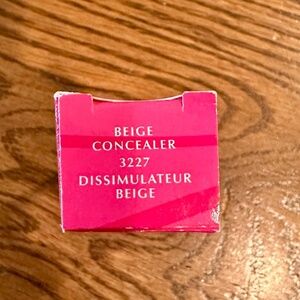 BEIGE
CONCEALER
3227
DISSIMULATEUR
BEIGE